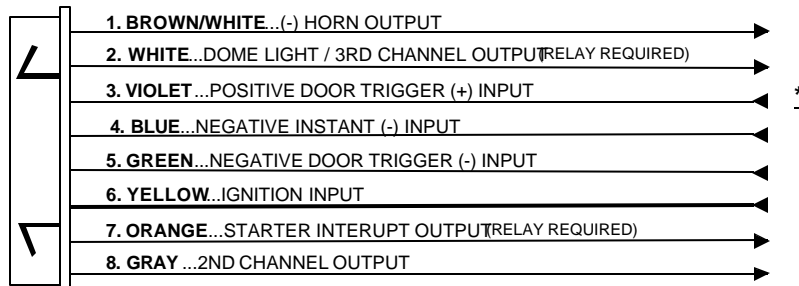 1. BROWN/WHITE...(-) HORN OUTPUT
2. WHITE...DOME LIGHT / 3RD CHANNEL OUTPUT(RELAY REQUIRED)
3. VIOLET...POSITIVE DOOR TRIGGER (+) INPUT
*
4. BLUE...NEGATIVE INSTANT (-) INPUT
5. GREEN...NEGATIVE DOOR TRIGGER (-) INPUT
6. YELLOW...IGNITION INPUT
7. ORANGE...STARTER INTERUPT OUTPUT(RELAY REQUIRED)
8. GRAY ...2ND CHANNEL OUTPUT